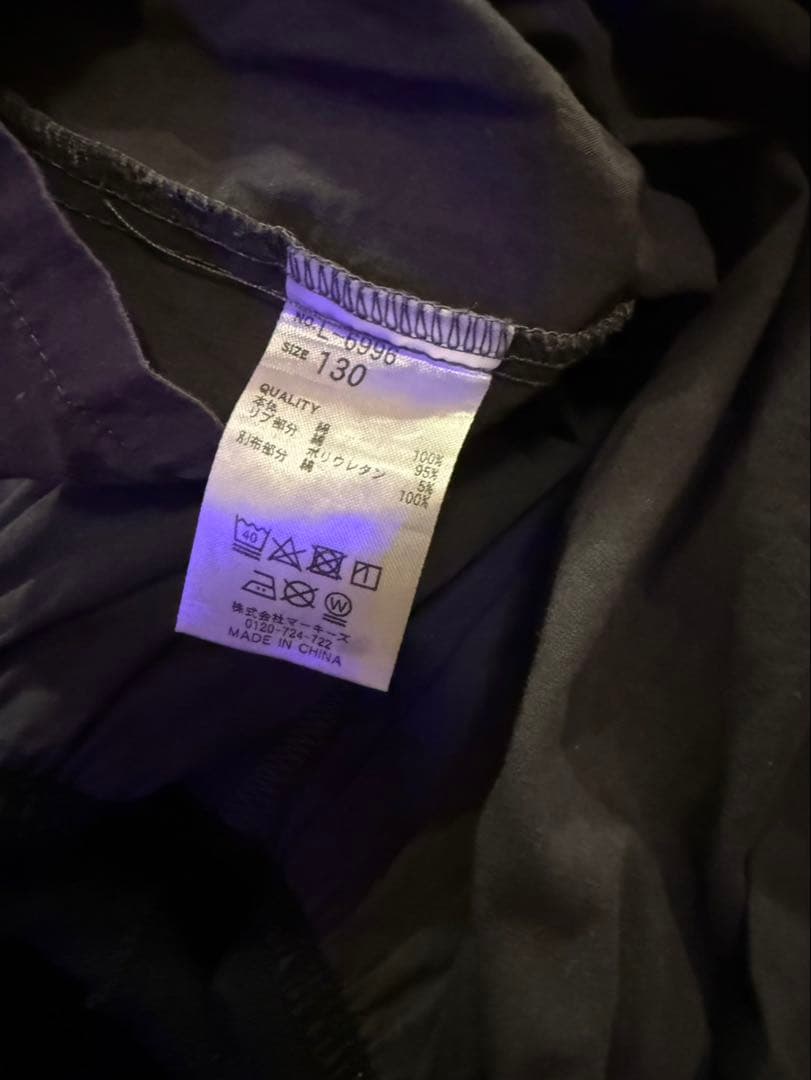 NO. L-6996
SIZE 130
QUALITY
本体 綿 100%
リブ部分 綿 95%
ポリウレタン 5%
別布部分 綿 100%
40
W
株式会社マーキーズ
0120-724-722
MADE IN CHINA